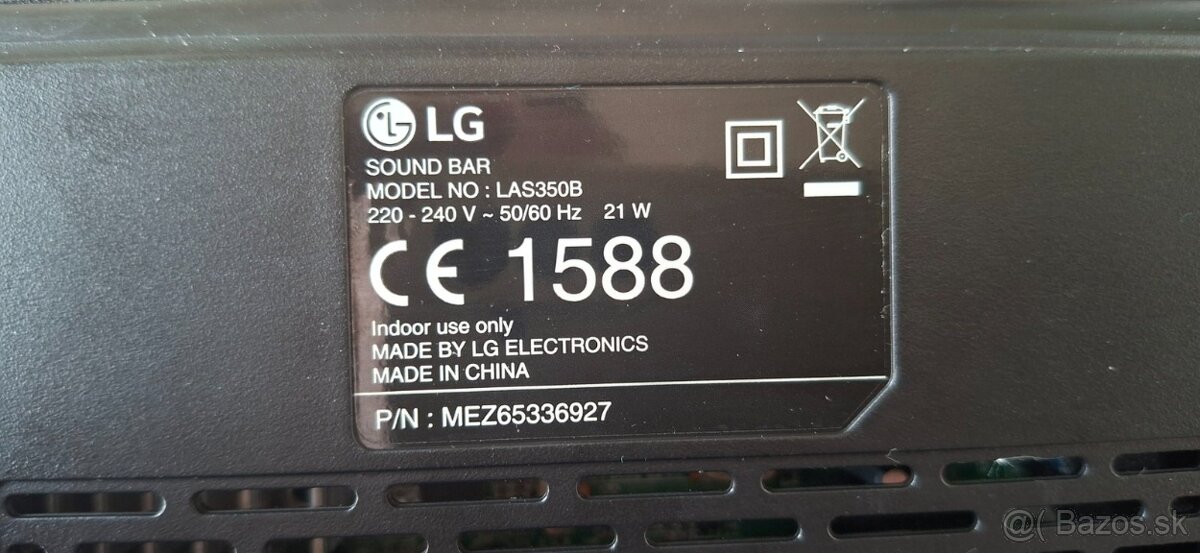 LG
SOUND BAR
MODEL NO : LAS350B
220 - 240 V ~ 50/60 Hz 21 W
CE 1588
Indoor use only
MADE BY LG ELECTRONICS
MADE IN CHINA
P/N : MEZ65336927
@( Bazos.sk